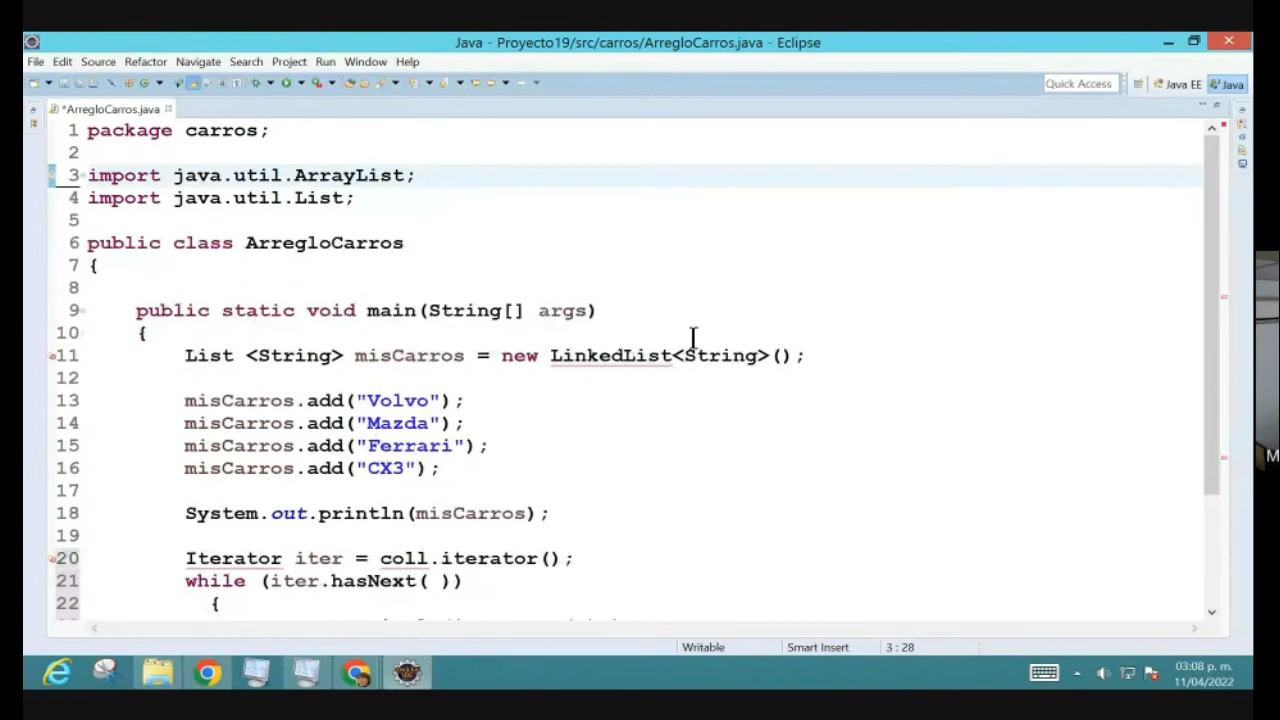 Java - Proyecto19/src/carros/ArregloCarros.java - Eclipse
File Edit Source Refactor Navigate Search Project Run Window Help
Quick Access Java EE Java
*ArregloCarros.java
1 package carros;
2
3 import java.util.ArrayList;
4 import java.util.List;
5
6 public class ArregloCarros
7 {
8
9 public static void main(String[] args)
10 {
11 List <String> misCarros = new LinkedList<String>();
12
13 misCarros.add("Volvo");
14 misCarros.add("Mazda");
15 misCarros.add("Ferrari");
16 misCarros.add("CX3");
17
18 System.out.println(misCarros);
19
20 Iterator iter = coll.iterator();
21 while (iter.hasNext( ))
22 {
Writable Smart Insert 3 : 28
03:08 p. m.
11/04/2022
M